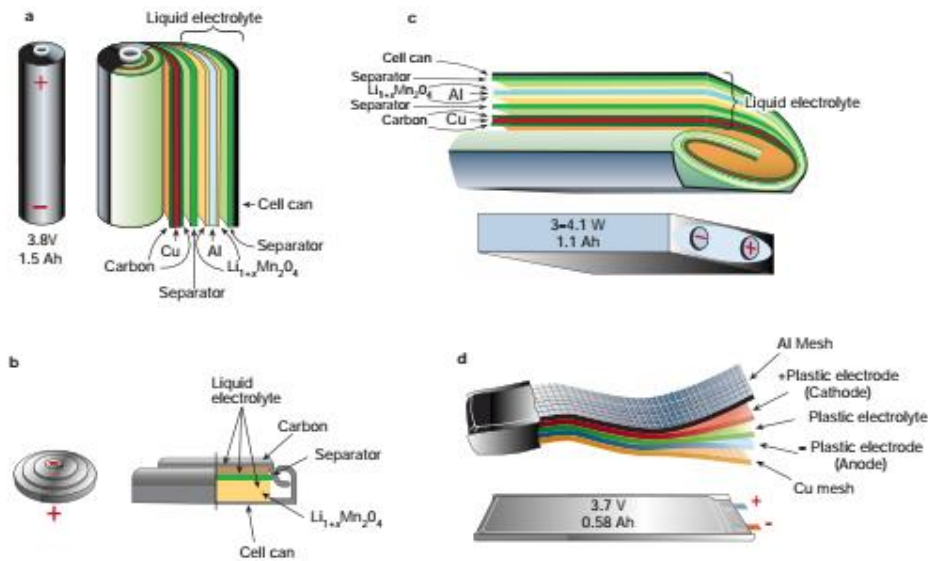 a
Liquid electrolyte
+
−
3.8V
1.5 Ah
Cell can
Separator
Cu
Al
Carbon
Li1+xMn2O4
Separator
c
Cell can
Separator
Li1+xMn2O4
Al
Separator
Carbon
Cu
Liquid electrolyte
3–4.1 W
1.1 Ah
−
+
b
Liquid
electrolyte
Carbon
Separator
Li1+xMn2O4
Cell can
+
d
Al Mesh
+Plastic electrode
(Cathode)
Plastic electrolyte
− Plastic electrode
(Anode)
Cu mesh
3.7 V
0.58 Ah
+
-